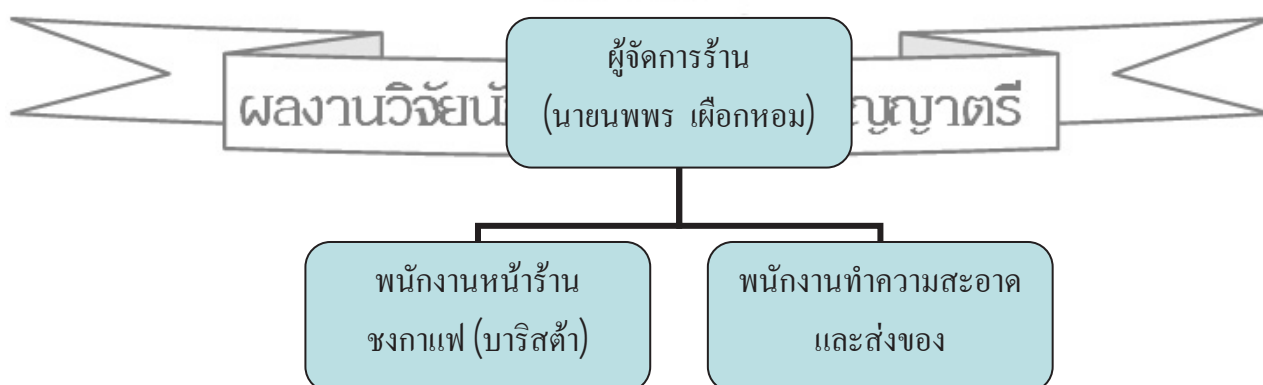 ผู้จัดการร้าน
(นายนพพร เผือกหอม)
ผลงานวิจัยนั ญญาตรี
พนักงานหน้าร้าน
ชงกาแฟ (บาริสต้า)
พนักงานทำความสะอาด
และส่งของ